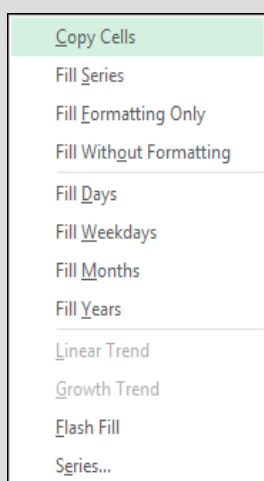 Copy Cells
Fill Series
Fill Formatting Only
Fill Without Formatting
Fill Days
Fill Weekdays
Fill Months
Fill Years
Linear Trend
Growth Trend
Flash Fill
Series...